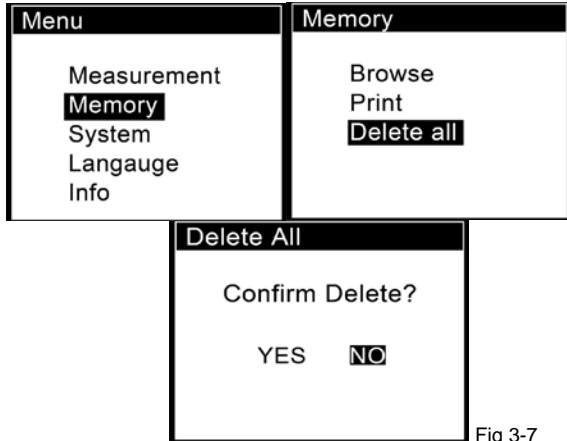 Menu
Measurement
Memory
System
Langauge
Info
Memory
Browse
Print
Delete all
Delete All
Confirm Delete?
YES NO
Fig 3-7